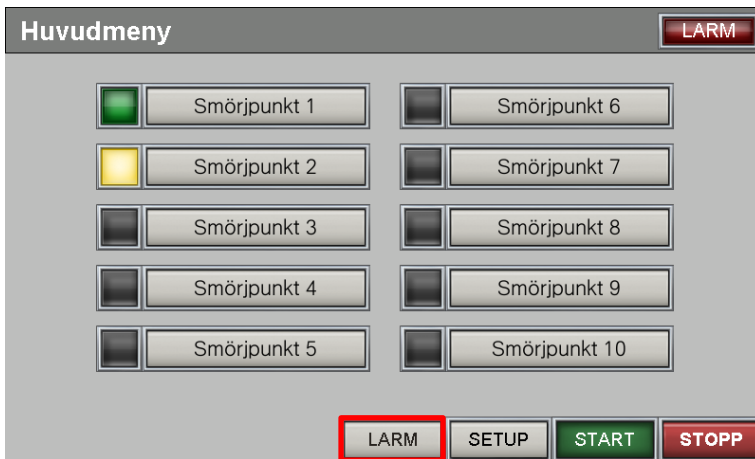 Huvudmeny
LARM
Smörjpunkt 1
Smörjpunkt 6
Smörjpunkt 2
Smörjpunkt 7
Smörjpunkt 3
Smörjpunkt 8
Smörjpunkt 4
Smörjpunkt 9
Smörjpunkt 5
Smörjpunkt 10
LARM
SETUP
START
STOPP